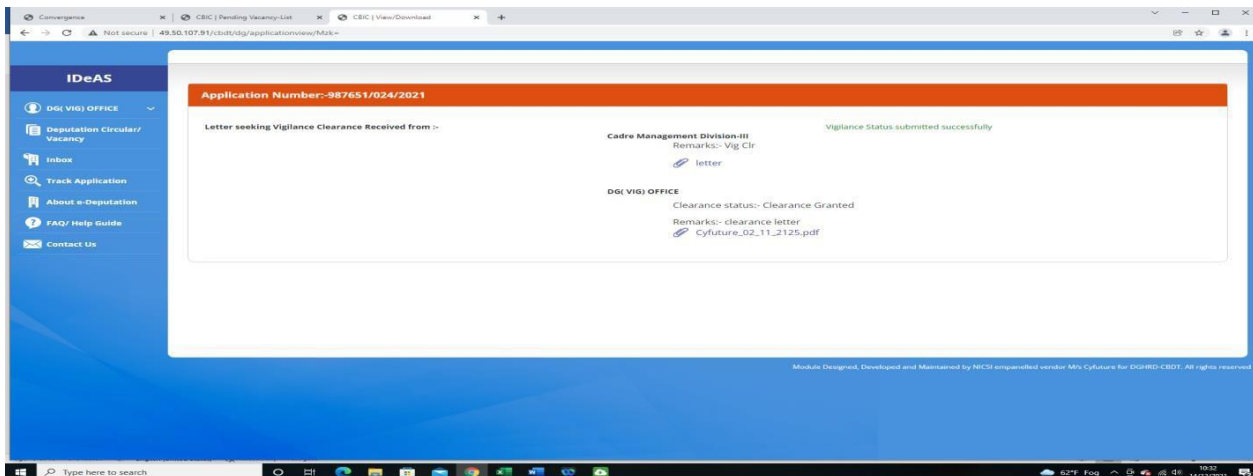 Convergence
CBIC | Pending Vacancy-List
CBIC | View/Download
Not secure | 49.50.107.91/cbdt/dg/applicationview/Mzk=
IDeAS
DG( VIG) OFFICE
Deputation Circular/
Vacancy
Inbox
Track Application
About e-Deputation
FAQ/ Help Guide
Contact Us
Application Number:-987651/024/2021
Letter seeking Vigilance Clearance Received from :-
Vigilance Status submitted successfully
Cadre Management Division-III
Remarks:- Vig Clr
letter
DG( VIG) OFFICE
Clearance status:- Clearance Granted
Remarks:- clearance letter
Cyfuture_02_11_2125.pdf
Module Designed, Developed and Maintained by NICSI empanelled vendor M/s Cyfuture for DGHRD-CBDT. All rights reserved
Type here to search
62°F Fog
10:32
14/12/2021